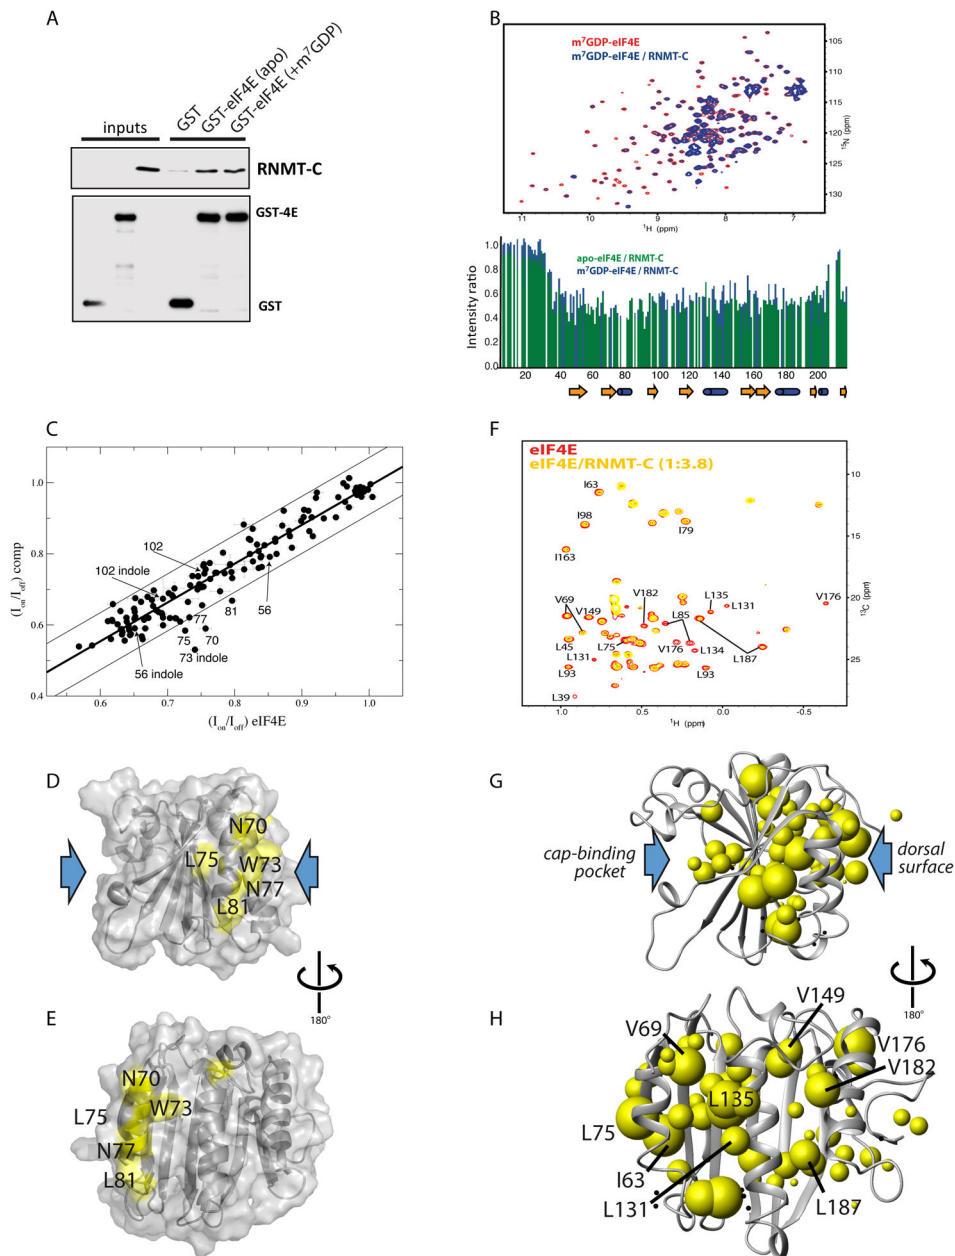 A
inputs
GST
GST-eIF4E (apo)
GST-eIF4E (+m⁷GDP)
RNMT-C
GST-4E
GST
B
m⁷GDP-eIF4E
m⁷GDP-eIF4E / RNMT-C
105
110
115
120
125
130
¹⁵N (ppm)
11 10 9 8 7
¹H (ppm)
apo-eIF4E / RNMT-C
m⁷GDP-eIF4E / RNMT-C
Intensity ratio
1.0
0.8
0.6
0.4
0.2
0.0
20 40 60 80 100 120 140 160 180 200
C
(I_on/I_off) comp
1.0
0.8
0.6
0.4
102
102 indole
77
81
56
75
70
73 indole
56 indole
0.6 0.7 0.8 0.9 1.0
(I_on/I_off) eIF4E
F
eIF4E
eIF4E/RNMT-C (1:3.8)
I63
I98
I79
I163
V182
L135
L131
V176
V69
V149
L85
L45
L75
V176
L134
L187
L131
L93
L93
L39
10
15
20
25
¹³C (ppm)
1.0 0.5 0.0 -0.5
¹H (ppm)
D
N70
L75
W73
N77
L81
180°
E
N70
L75
W73
N77
L81
G
cap-binding
pocket
dorsal
surface
180°
H
V149
V69
V176
V182
L135
L75
I63
L131
L187